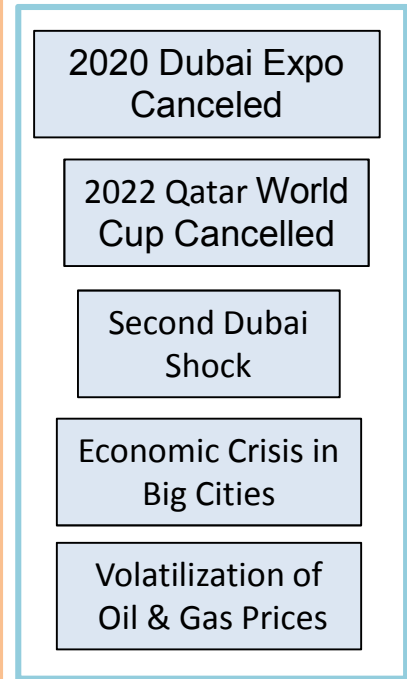 2020 Dubai Expo
Canceled
2022 Qatar World
Cup Cancelled
Second Dubai
Shock
Economic Crisis in
Big Cities
Volatilization of
Oil & Gas Prices